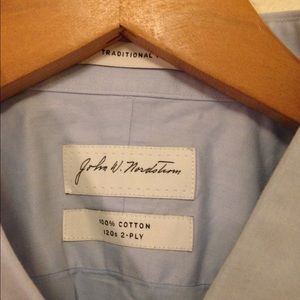 TRADITIONAL
John W. Nordstrom
100% COTTON
120s 2-PLY